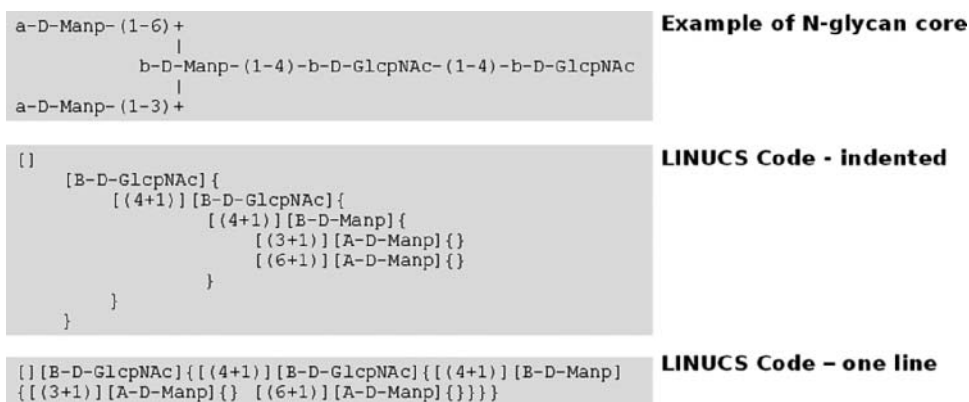 a-D-Manp-(1-6)+
|
b-D-Manp-(1-4)-b-D-GlcpNAc-(1-4)-b-D-GlcpNAc
|
a-D-Manp-(1-3)+
Example of N-glycan core
[]
[B-D-GlcpNAc]{
[(4+1)][B-D-GlcpNAc]{
[(4+1)][B-D-Manp]{
[(3+1)][A-D-Manp]{}
[(6+1)][A-D-Manp]{}
}
}
}
LINUCS Code - indented
[][B-D-GlcpNAc]{[(4+1)][B-D-GlcpNAc]{[(4+1)][B-D-Manp]
{[(3+1)][A-D-Manp]{} [(6+1)][A-D-Manp]{}}}}
LINUCS Code – one line